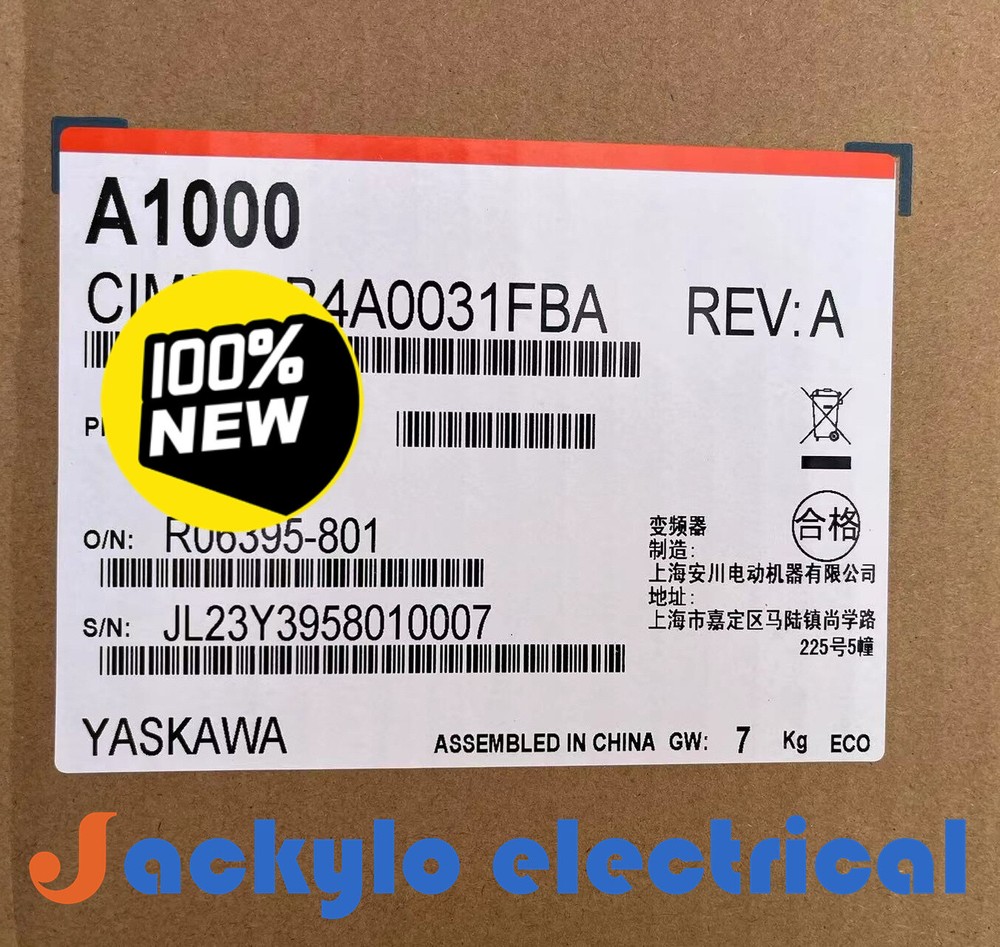 A1000
REV: A
100%
NEW
O/N: R06395-801
S/N: JL23Y3958010007
变频器
合格
制造:
上海安川电动机器有限公司
地址:
上海市嘉定区马陆镇尚学路
225号5幢
YASKAWA
ASSEMBLED IN CHINA GW: 7 Kg ECO
Jackylo electrical